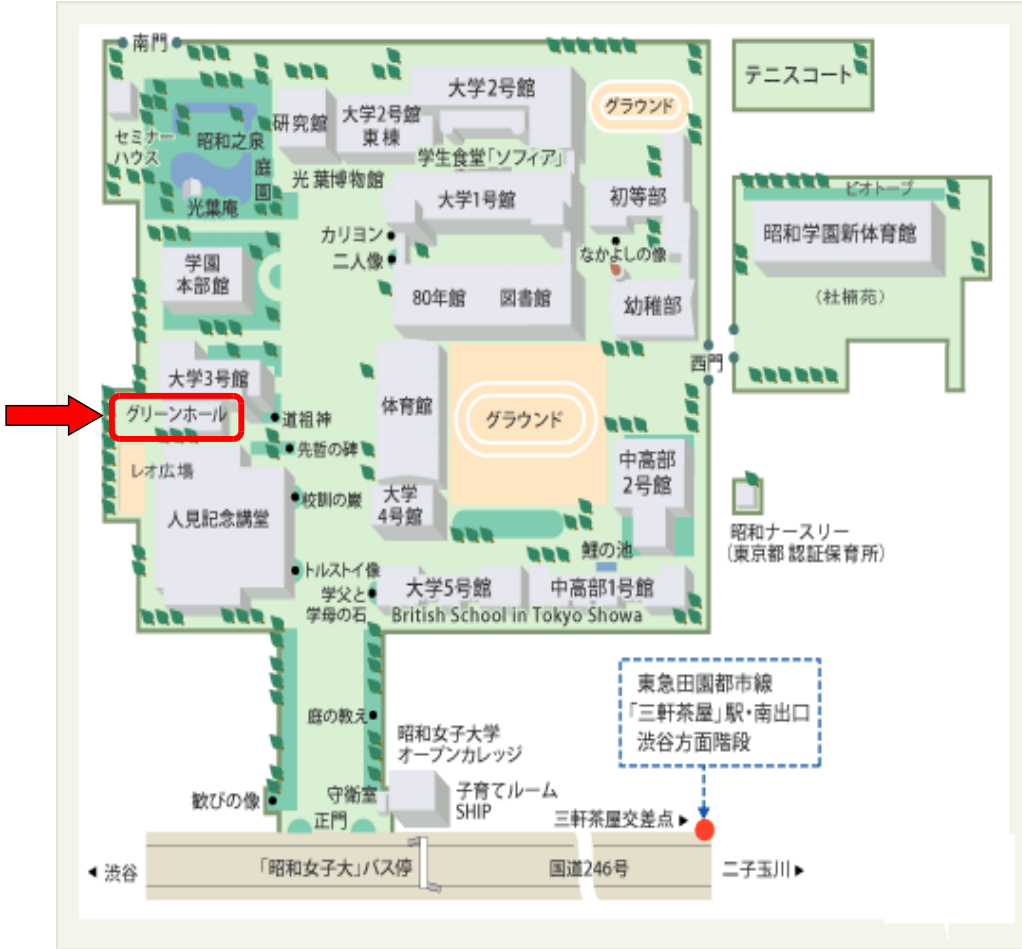 南門
テニスコート
大学2号館
グラウンド
研究館
大学2号館
東棟
セミナー
ハウス
昭和之泉
庭園
学生食堂「ソフィア」
光葉博物館
光葉庵
大学1号館
初等部
ビオトープ
昭和学園新体育館
カリヨン
二人像
なかよしの像
学園
本部館
80年館
図書館
幼稚部
(社楠苑)
西門
大学3号館
グリーンホール
道祖神
体育館
グラウンド
先哲の碑
レオ広場
中高部
2号館
校訓の巌
大学
4号館
人見記念講堂
昭和ナースリー
(東京都認証保育所)
鯉の池
トルストイ像
学父と
学母の石
大学5号館
中高部1号館
British School in Tokyo Showa
東急田園都市線
「三軒茶屋」駅・南出口
渋谷方面階段
庭の教え
昭和女子大学
オープンカレッジ
歓びの像
守衛室
子育てルーム
SHIP
正門
三軒茶屋交差点▶
◀渋谷
「昭和女子大」バス停
国道246号
二子玉川▶